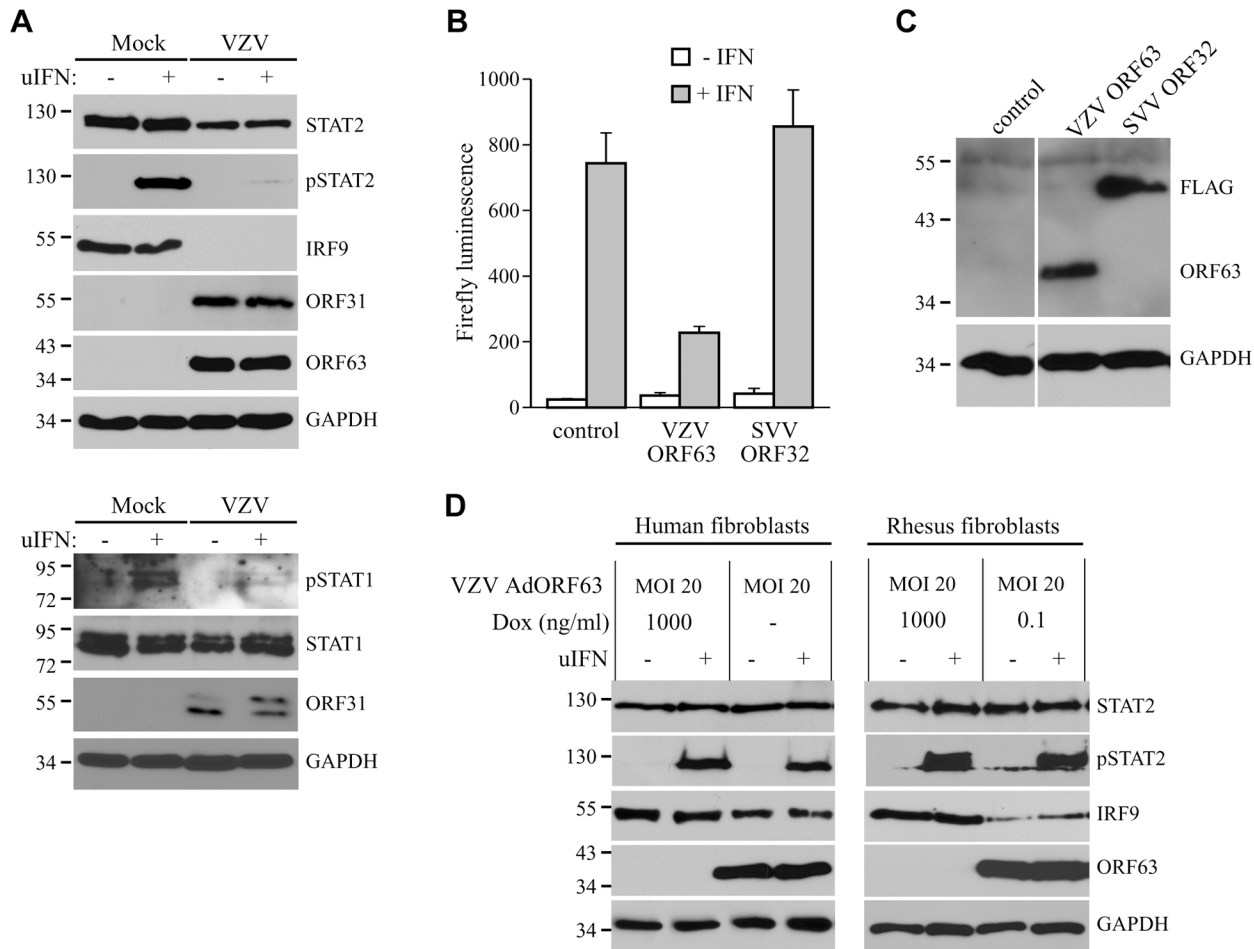 A
Mock VZV
uIFN: - + - +
130 STAT2
130 pSTAT2
55 IRF9
55 ORF31
43
34 ORF63
34 GAPDH
Mock VZV
uIFN: - + - +
95
72 pSTAT1
95
72 STAT1
55 ORF31
34 GAPDH
B
- IFN
+ IFN
Firefly luminescence
1000
800
600
400
200
0
control VZV ORF63 SVV ORF32
C
control VZV ORF63 SVV ORF32
55
FLAG
43
ORF63
34
34 GAPDH
D
Human fibroblasts Rhesus fibroblasts
VZV AdORF63 MOI 20 MOI 20 MOI 20 MOI 20
Dox (ng/ml) 1000 - 1000 0.1
uIFN - + - + - + - +
130 STAT2
130 pSTAT2
55 IRF9
43
34 ORF63
34 GAPDH